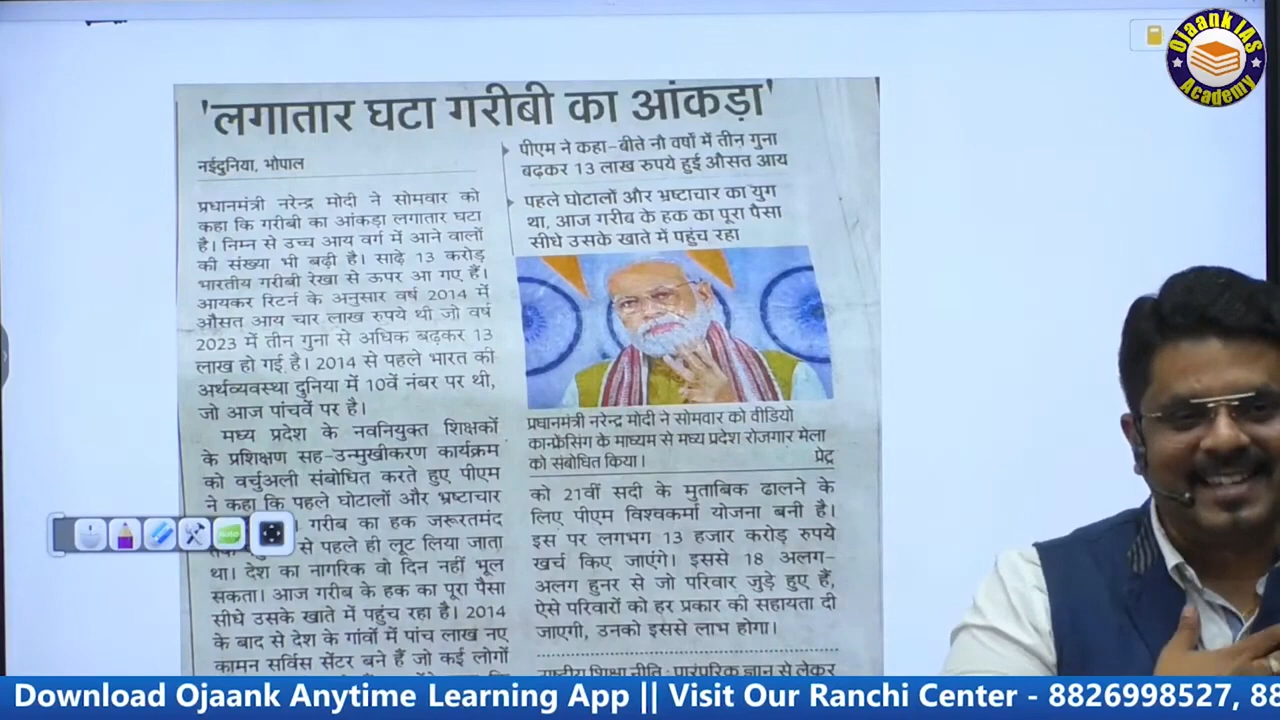 Ojaank IAS
Academy
'लगातार घटा गरीबी का आंकड़ा'
नईदुनिया, भोपाल
प्रधानमंत्री नरेन्द्र मोदी ने सोमवार को
कहा कि गरीबी का आंकड़ा लगातार घटा
है। निम्न से उच्च आय वर्ग में आने वालों
की संख्या भी बढ़ी है। साढ़े 13 करोड़
भारतीय गरीबी रेखा से ऊपर आ गए हैं।
आयकर रिटर्न के अनुसार वर्ष 2014 में
औसत आय चार लाख रुपये थी जो वर्ष
2023 में तीन गुना से अधिक बढ़कर 13
लाख हो गई है। 2014 से पहले भारत की
अर्थव्यवस्था दुनिया में 10वें नंबर पर थी,
जो आज पांचवें पर है।
मध्य प्रदेश के नवनियुक्त शिक्षकों
के प्रशिक्षण सह-उन्मुखीकरण कार्यक्रम
को वर्चुअली संबोधित करते हुए पीएम
ने कहा कि पहले घोटालों और भ्रष्टाचार
गरीब का हक जरूरतमंद
से पहले ही लूट लिया जाता
था। देश का नागरिक वो दिन नहीं भूल
सकता। आज गरीब के हक का पूरा पैसा
सीधे उसके खाते में पहुंच रहा है। 2014
के बाद से देश के गांवों में पांच लाख नए
कामन सर्विस सेंटर बने हैं जो कई लोगों
पीएम ने कहा-बीते नौ वर्षों में तीन गुना
बढ़कर 13 लाख रुपये हुई औसत आय
पहले घोटालों और भ्रष्टाचार का युग
था, आज गरीब के हक का पूरा पैसा
सीधे उसके खाते में पहुंच रहा
प्रधानमंत्री नरेन्द्र मोदी ने सोमवार को वीडियो
कान्फ्रेंसिंग के माध्यम से मध्य प्रदेश रोजगार मेला
को संबोधित किया। प्रेट्र
को 21वीं सदी के मुताबिक ढालने के
लिए पीएम विश्वकर्मा योजना बनी है।
इस पर लगभग 13 हजार करोड़ रुपये
खर्च किए जाएंगे। इससे 18 अलग-
अलग हुनर से जो परिवार जुड़े हुए हैं,
ऐसे परिवारों को हर प्रकार की सहायता दी
जाएगी, उनको इससे लाभ होगा।
राष्ट्रीय शिक्षा नीति : पारंपरिक ज्ञान से लेकर
Download Ojaank Anytime Learning App || Visit Our Ranchi Center - 8826998527, 88